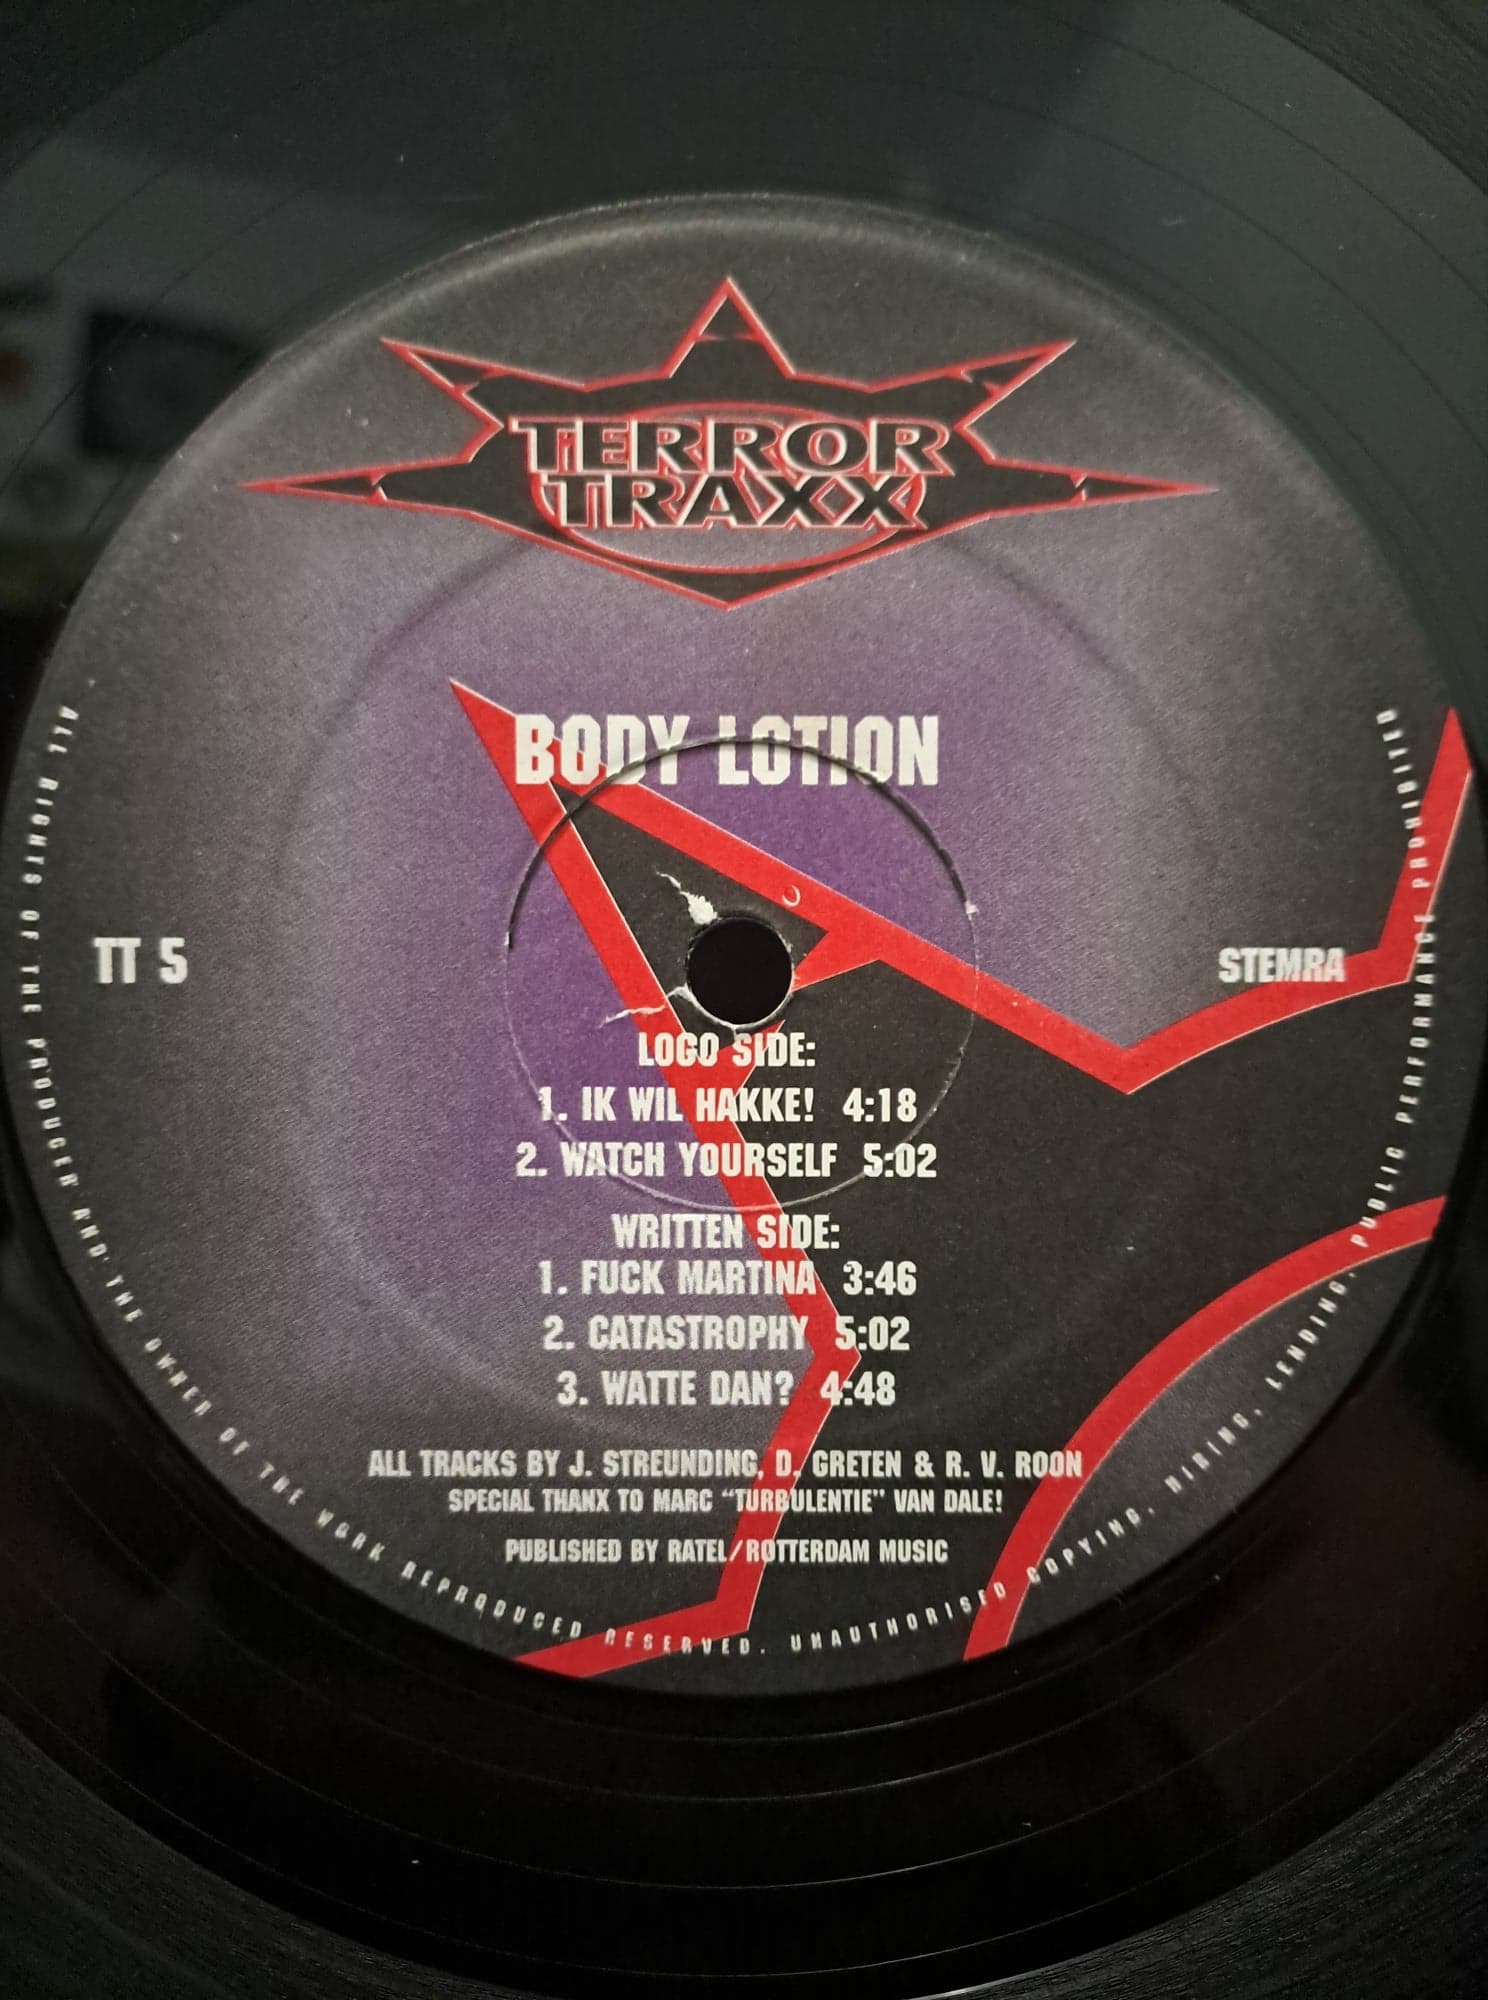 TERROR
TRAXX
BODY LOTION
TT 5
STEMRA
LOGO SIDE:
1. IK WIL HAKKE! 4:18
2. WATCH YOURSELF 5:02
WRITTEN SIDE:
1. FUCK MARTINA 3:46
2. CATASTROPHY 5:02
3. WATTE DAN? 4:48
ALL TRACKS BY J. STREUNDING, D. GRETEN & R. V. ROON
SPECIAL THANX TO MARC “TURBULENTIE” VAN DALE!
PUBLISHED BY RATEL/ROTTERDAM MUSIC
ALL RIGHTS OF THE PRODUCER AND THE OWNER OF THE WORK REPRODUCED RESERVED. UNAUTHORISED COPYING, HIRING, LENDING, PUBLIC PERFORMANCE PROHIBITED